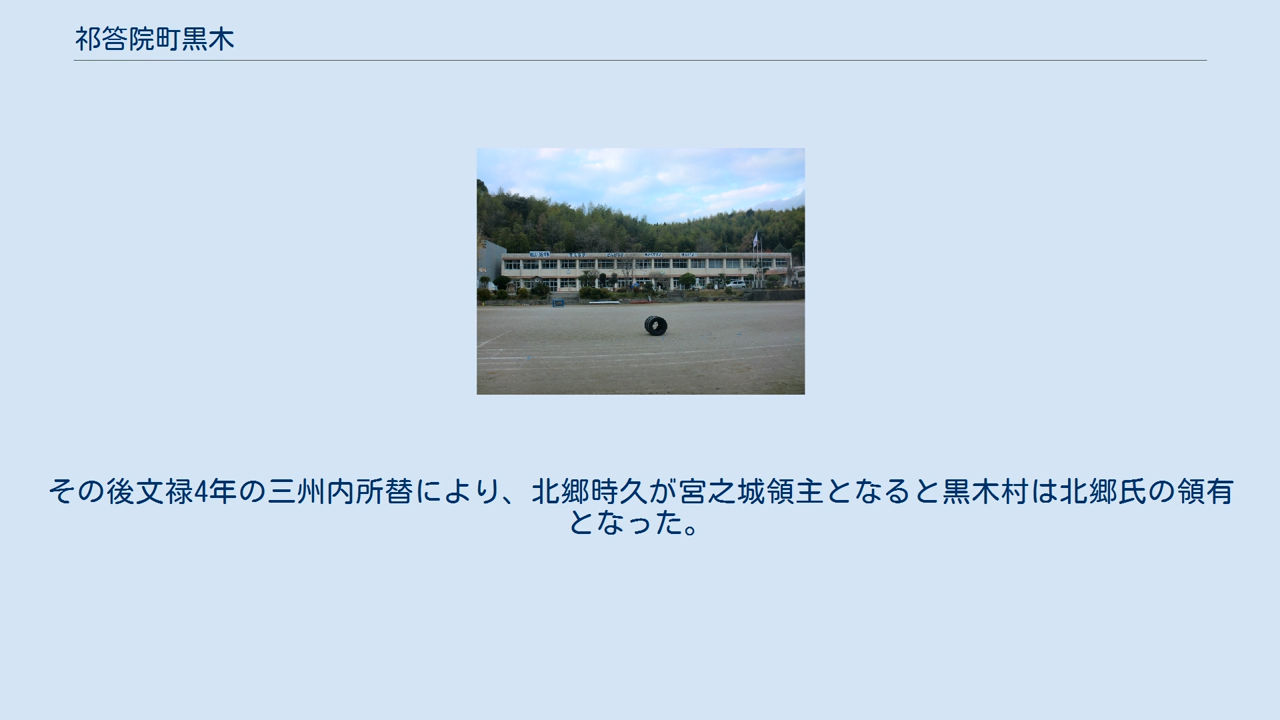 祁答院町黒木
その後文禄4年の三州内所替により、北郷時久が宮之城領主となると黒木村は北郷氏の領有
となった。